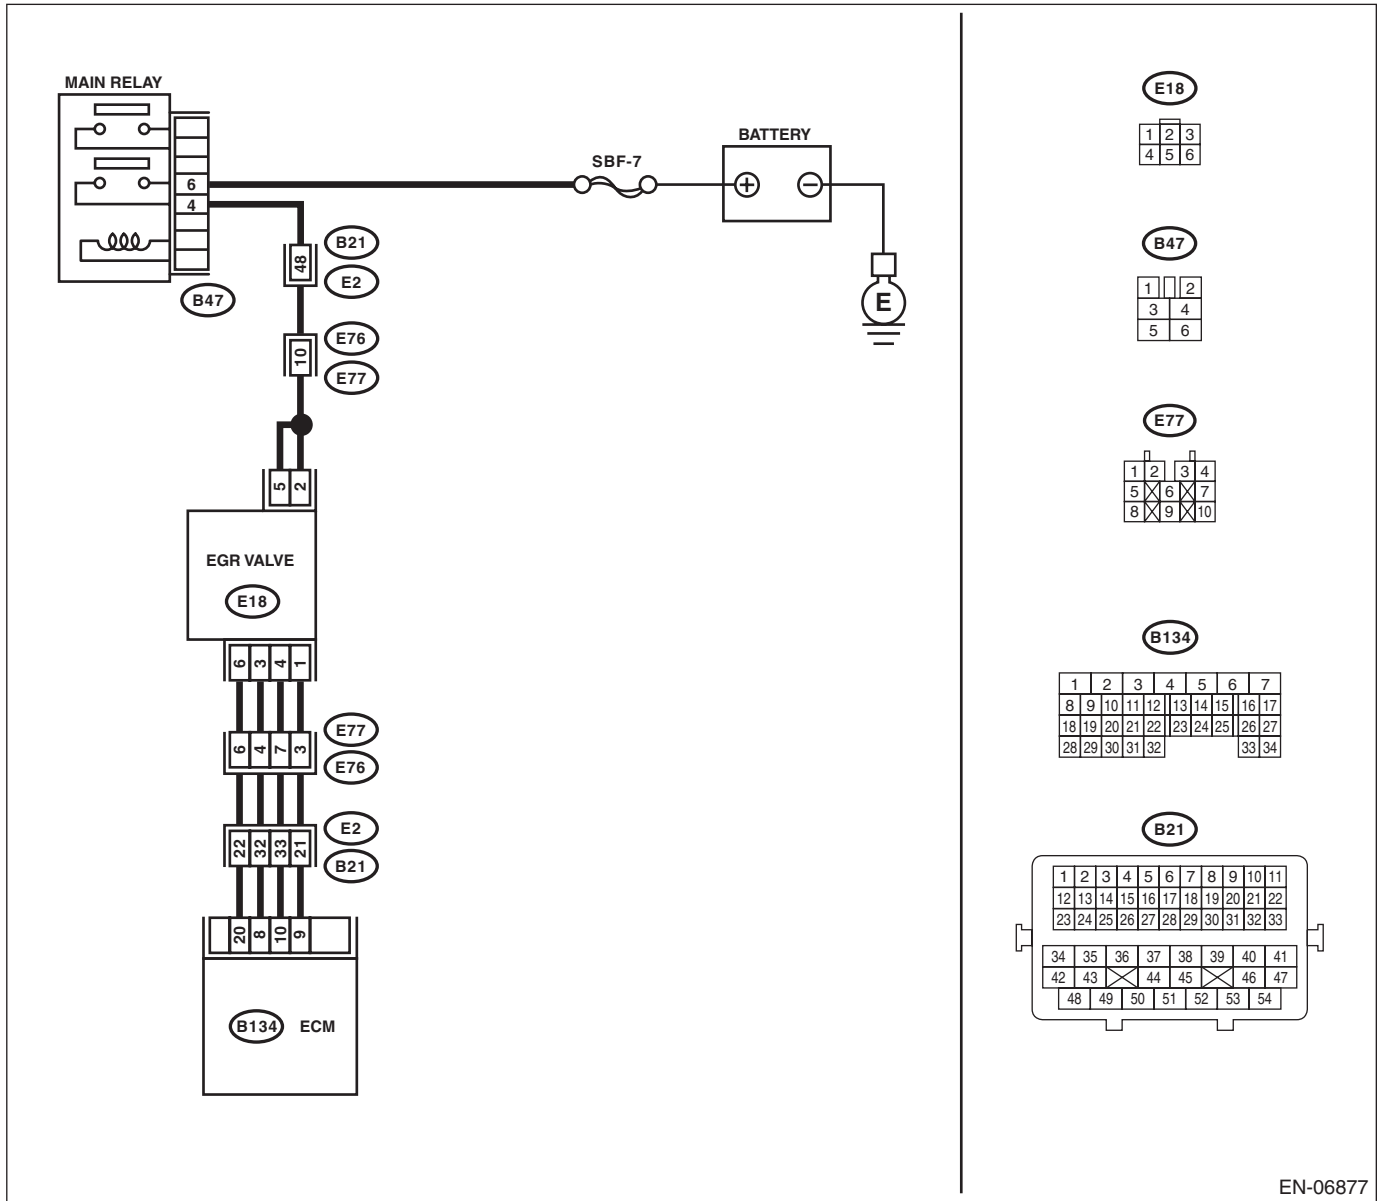 MAIN RELAY
6
4
B47
SBF-7
BATTERY
+
−
E
48
B21
E2
10
E76
E77
5 2
EGR VALVE
E18
6 3 4 1
6 4 7 3
E77
E76
22 32 33 21
E2
B21
20 8 10 9
B134 ECM
E18
1 2 3
4 5 6
B47
1 2
3 4
5 6
E77
1 2 3 4
5 6 7
8 9 10
B134
1 2 3 4 5 6 7
8 9 10 11 12 13 14 15 16 17
18 19 20 21 22 23 24 25 26 27
28 29 30 31 32 33 34
B21
1 2 3 4 5 6 7 8 9 10 11
12 13 14 15 16 17 18 19 20 21 22
23 24 25 26 27 28 29 30 31 32 33
34 35 36 37 38 39 40 41
42 43 44 45 46 47
48 49 50 51 52 53 54
EN-06877